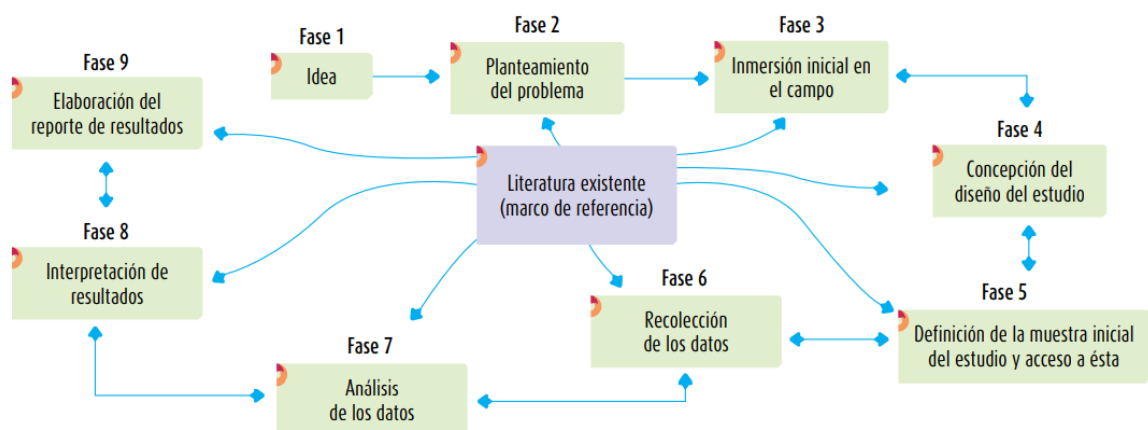 Fase 1
Idea
Fase 2
Planteamiento
del problema
Fase 3
Inmersión inicial en
el campo
Fase 4
Concepción del
diseño del estudio
Fase 5
Definición de la muestra inicial
del estudio y acceso a ésta
Fase 6
Recolección
de los datos
Fase 7
Análisis
de los datos
Fase 8
Interpretación de
resultados
Fase 9
Elaboración del
reporte de resultados
Literatura existente
(marco de referencia)